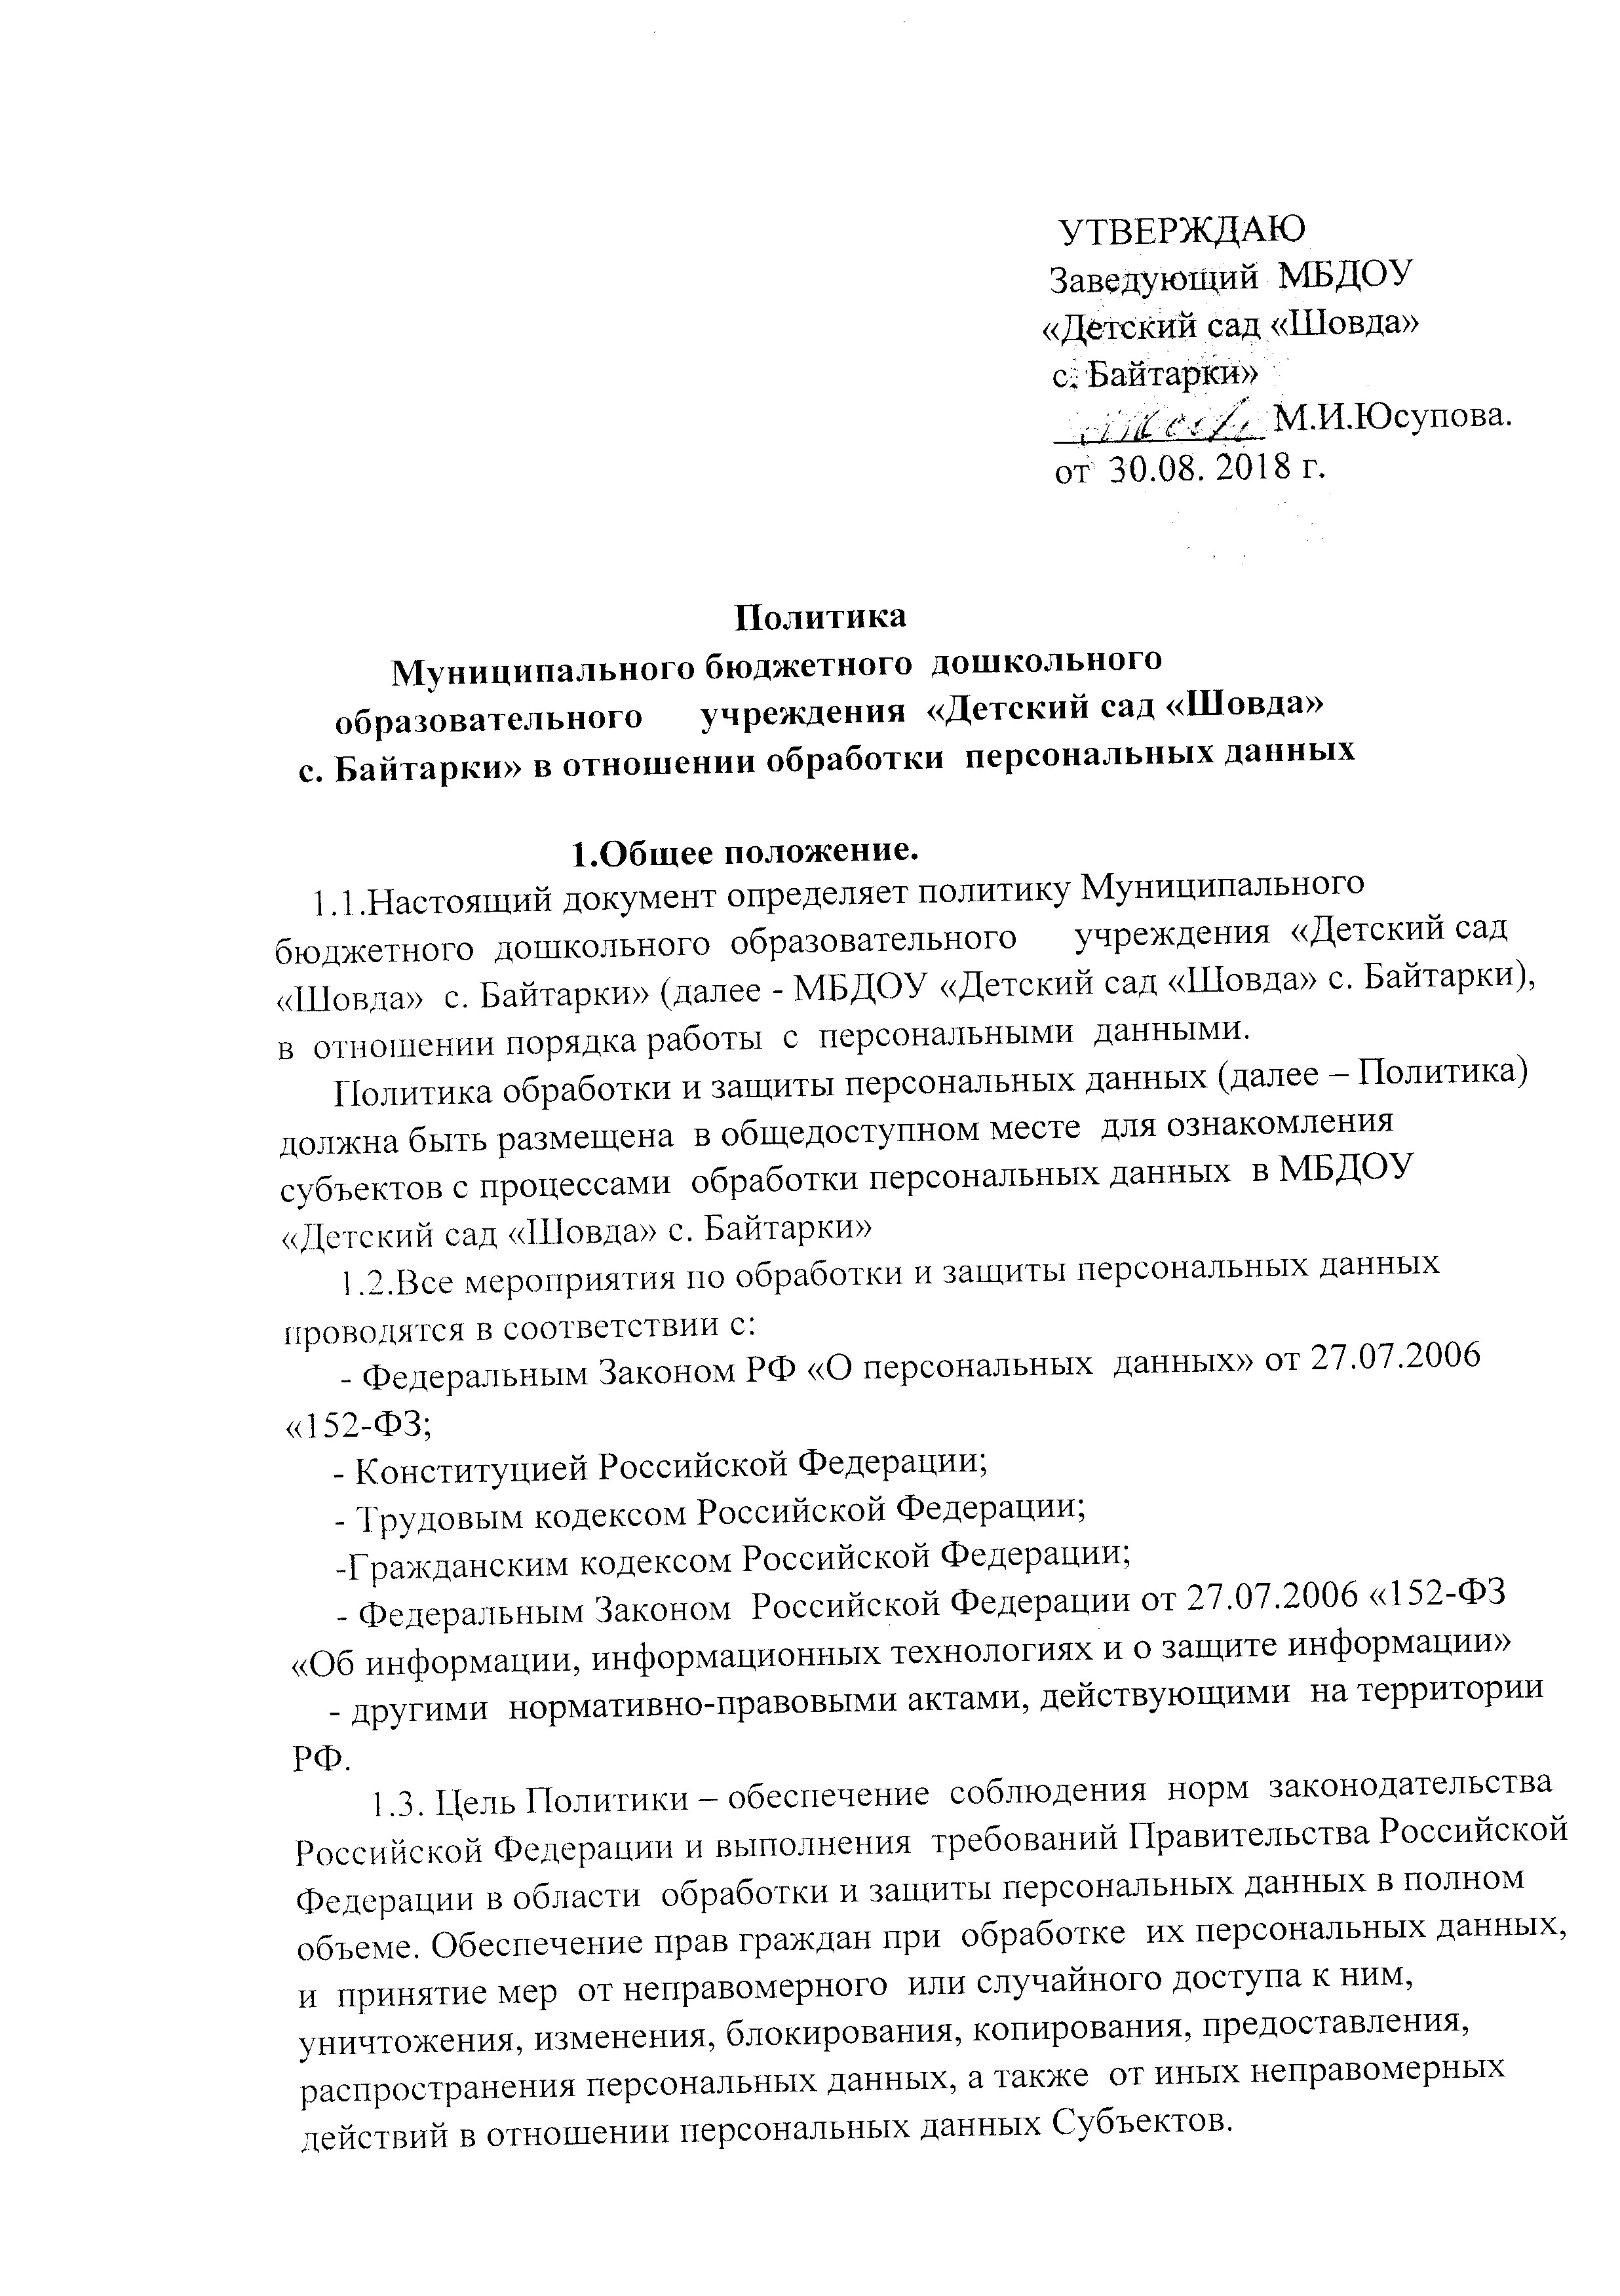 УТВЕРЖДАЮ
Заведующий МБДОУ
«Детский сад «Шовда»
с. Байтарки»
М.И.Юсупова.
от 30.08. 2018 г.
Политика
Муниципального бюджетного дошкольного
образовательного учреждения «Детский сад «Шовда»
с. Байтарки» в отношении обработки персональных данных
1.Общее положение.
1.1.Настоящий документ определяет политику Муниципального
бюджетного дошкольного образовательного учреждения «Детский сад
«Шовда» с. Байтарки» (далее - МБДОУ «Детский сад «Шовда» с. Байтарки),
в отношении порядка работы с персональными данными.
Политика обработки и защиты персональных данных (далее – Политика)
должна быть размещена в общедоступном месте для ознакомления
субъектов с процессами обработки персональных данных в МБДОУ
«Детский сад «Шовда» с. Байтарки»
1.2.Все мероприятия по обработки и защиты персональных данных
проводятся в соответствии с:
- Федеральным Законом РФ «О персональных данных» от 27.07.2006
«152-ФЗ;
- Конституцией Российской Федерации;
- Трудовым кодексом Российской Федерации;
-Гражданским кодексом Российской Федерации;
- Федеральным Законом Российской Федерации от 27.07.2006 «152-ФЗ
«Об информации, информационных технологиях и о защите информации»
- другими нормативно-правовыми актами, действующими на территории
РФ.
1.3. Цель Политики – обеспечение соблюдения норм законодательства
Российской Федерации и выполнения требований Правительства Российской
Федерации в области обработки и защиты персональных данных в полном
объеме. Обеспечение прав граждан при обработке их персональных данных,
и принятие мер от неправомерного или случайного доступа к ним,
уничтожения, изменения, блокирования, копирования, предоставления,
распространения персональных данных, а также от иных неправомерных
действий в отношении персональных данных Субъектов.